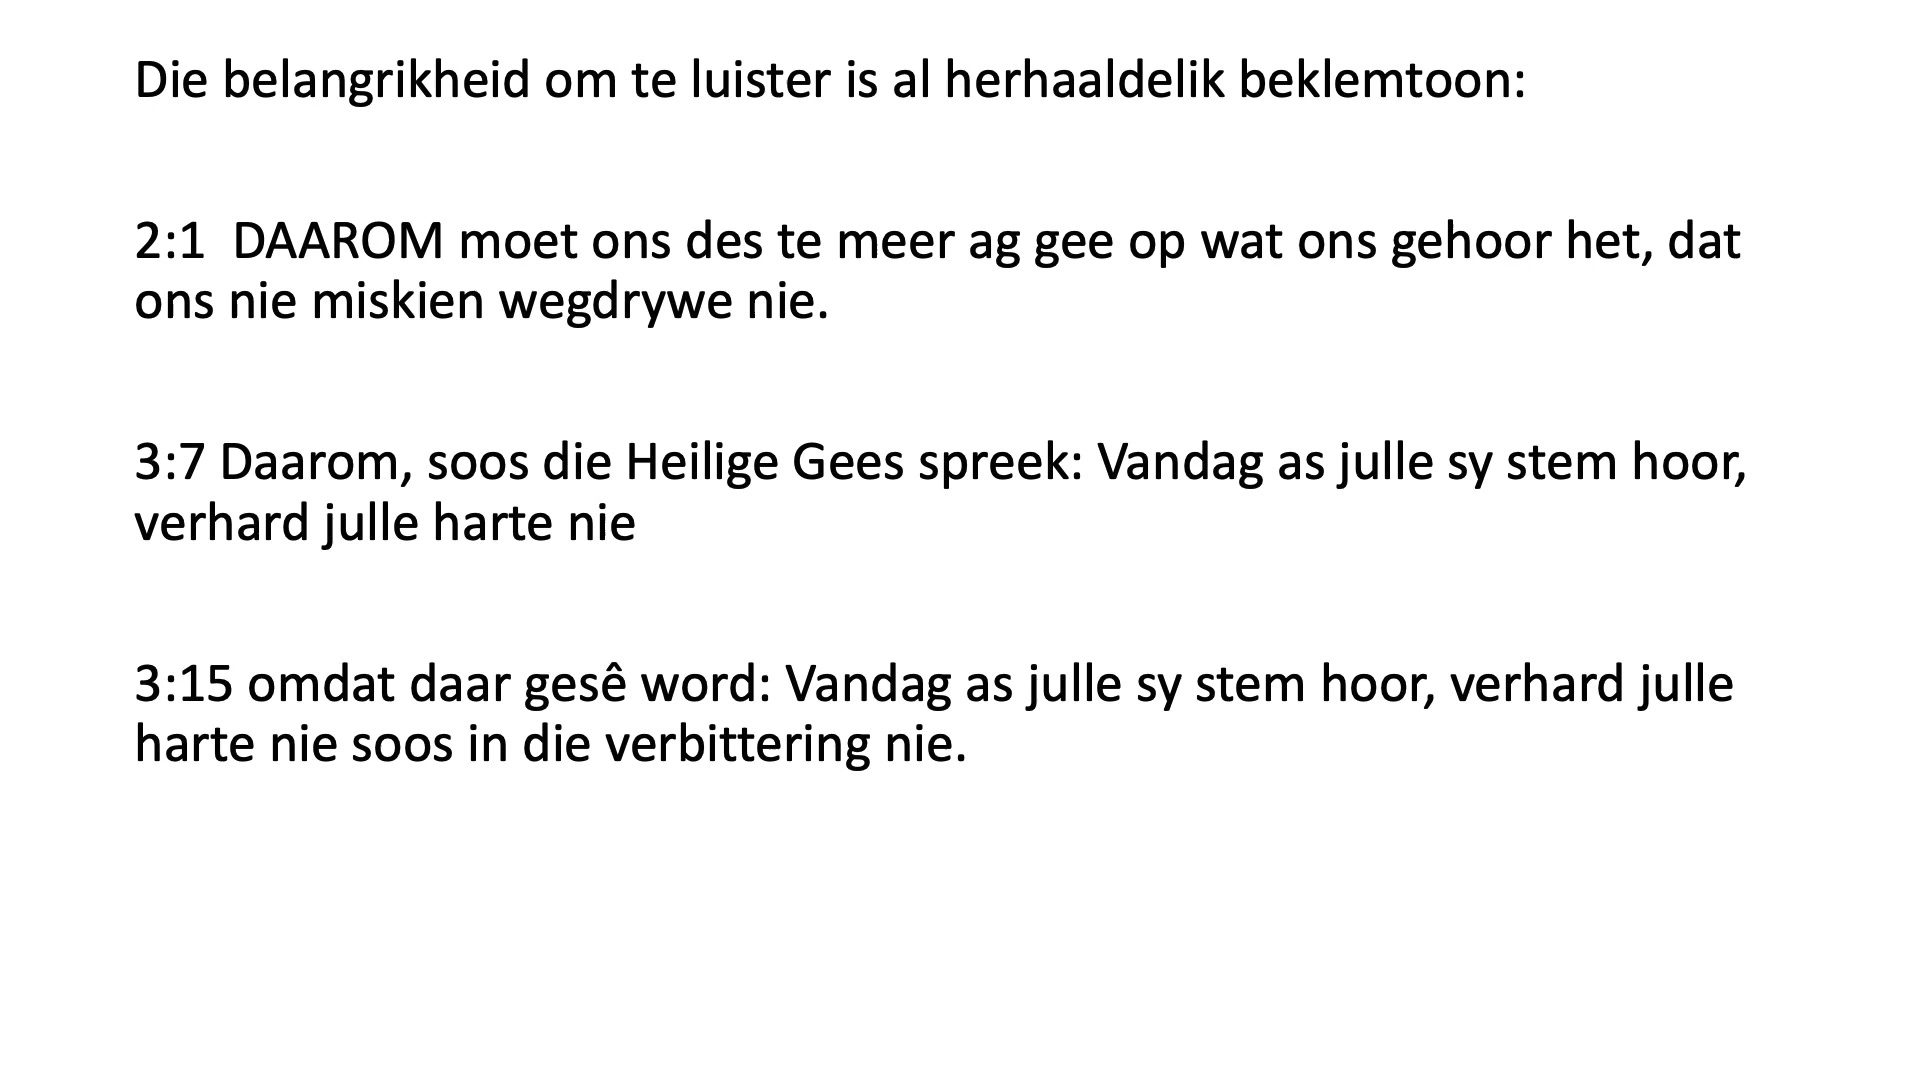 Die belangrikheid om te luister is al herhaaldelik beklemtoon:
2:1  DAAROM moet ons des te meer ag gee op wat ons gehoor het, dat
ons nie miskien wegdrywe nie.
3:7 Daarom, soos die Heilige Gees spreek: Vandag as julle sy stem hoor,
verhard julle harte nie
3:15 omdat daar gesê word: Vandag as julle sy stem hoor, verhard julle
harte nie soos in die verbittering nie.